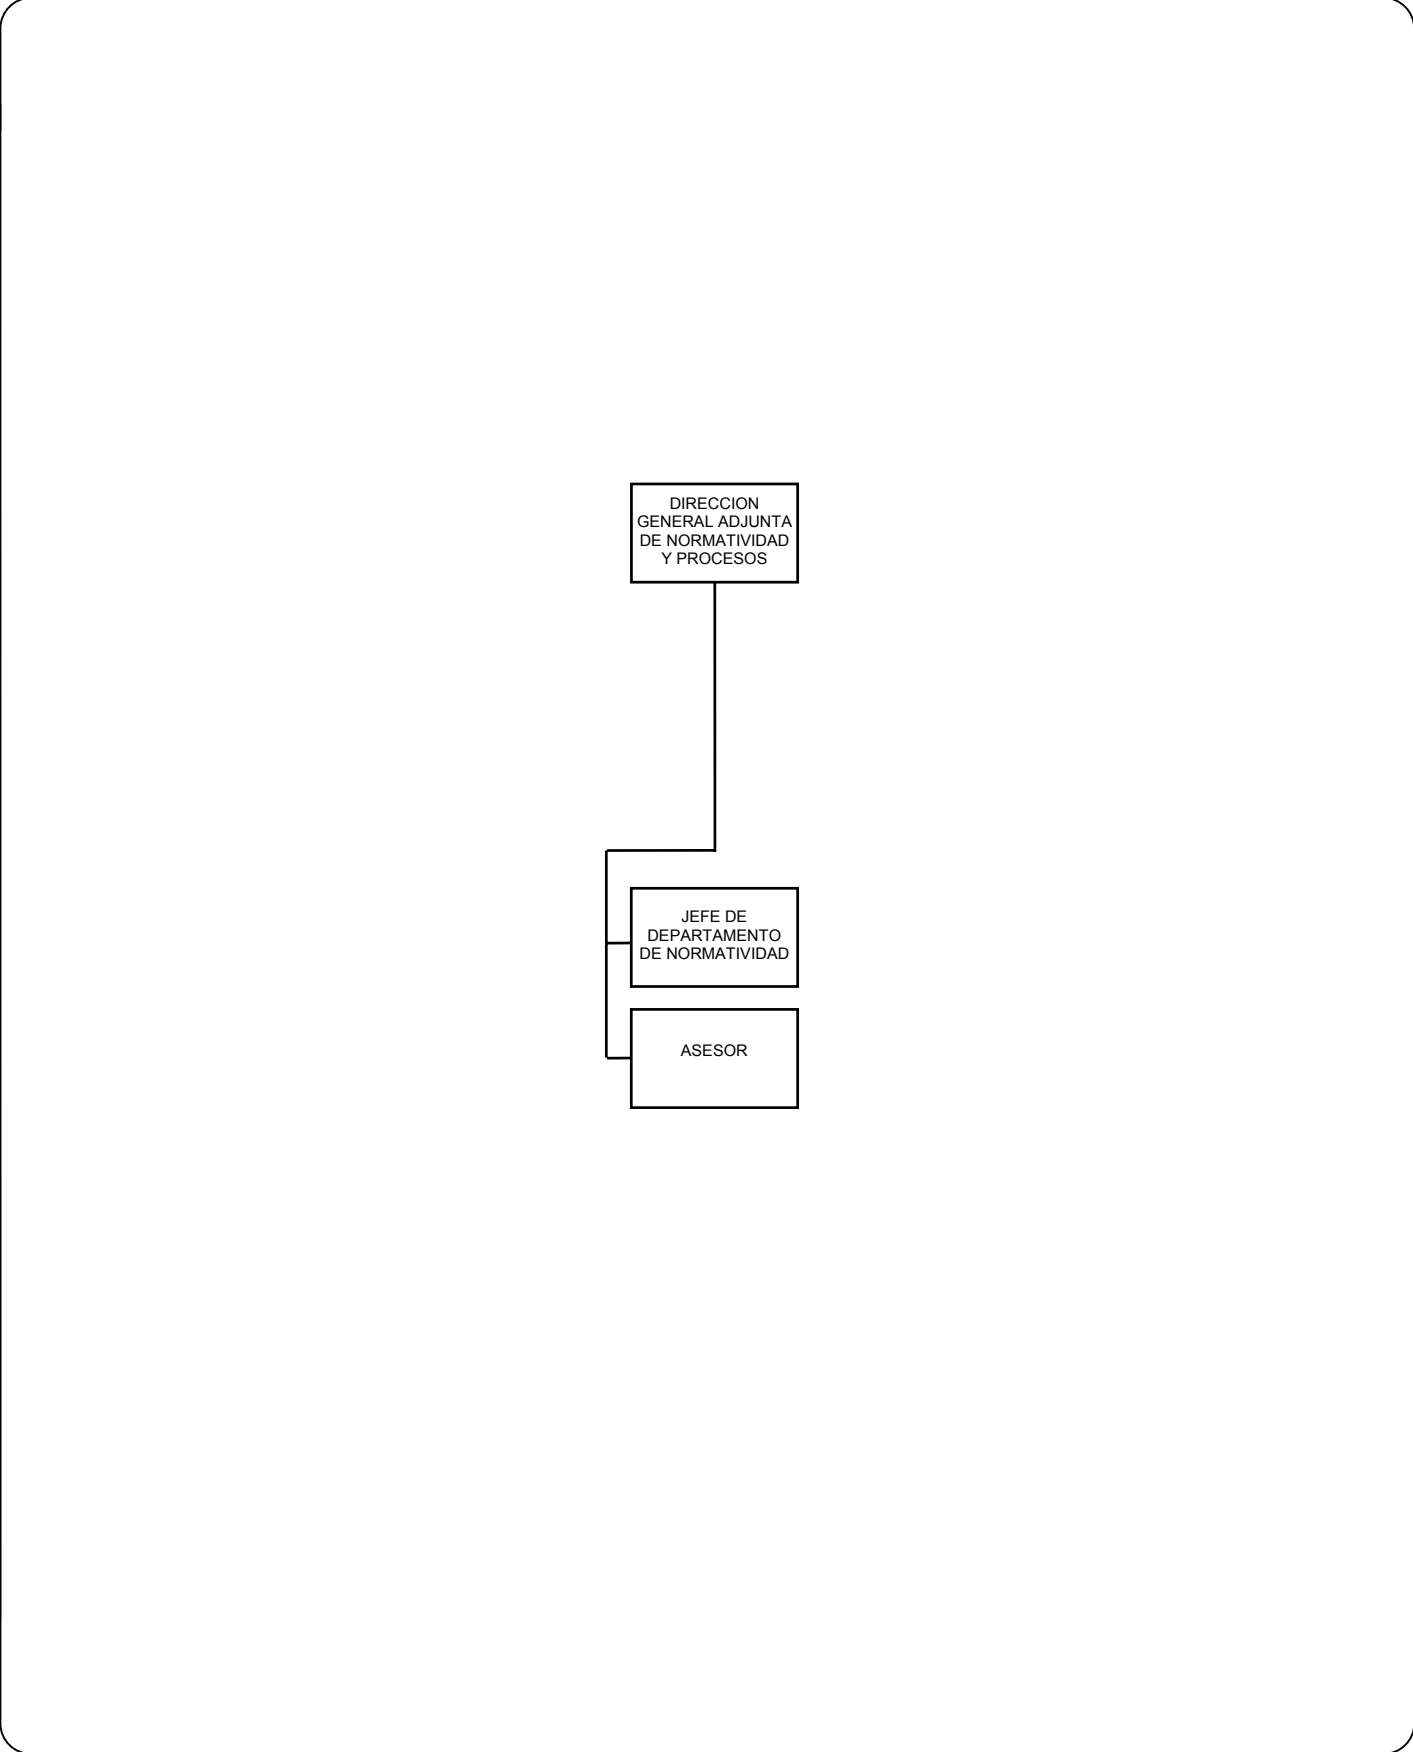 DIRECCION
GENERAL ADJUNTA
DE NORMATIVIDAD
Y PROCESOS
JEFE DE
DEPARTAMENTO
DE NORMATIVIDAD
ASESOR